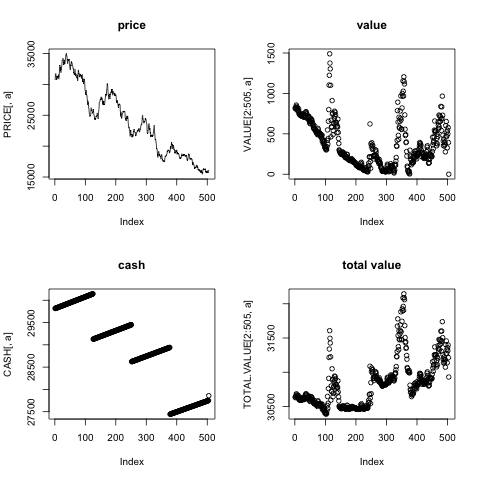 price
PRICE[, a]
35000
25000
15000
0 100 200 300 400 500
Index
value
VALUE[2:505, a]
1500
1000
500
0
0 100 200 300 400 500
Index
cash
CASH[, a]
29500
28500
27500
0 100 200 300 400 500
Index
total value
TOTAL.VALUE[2:505, a]
31500
30500
0 100 200 300 400 500
Index